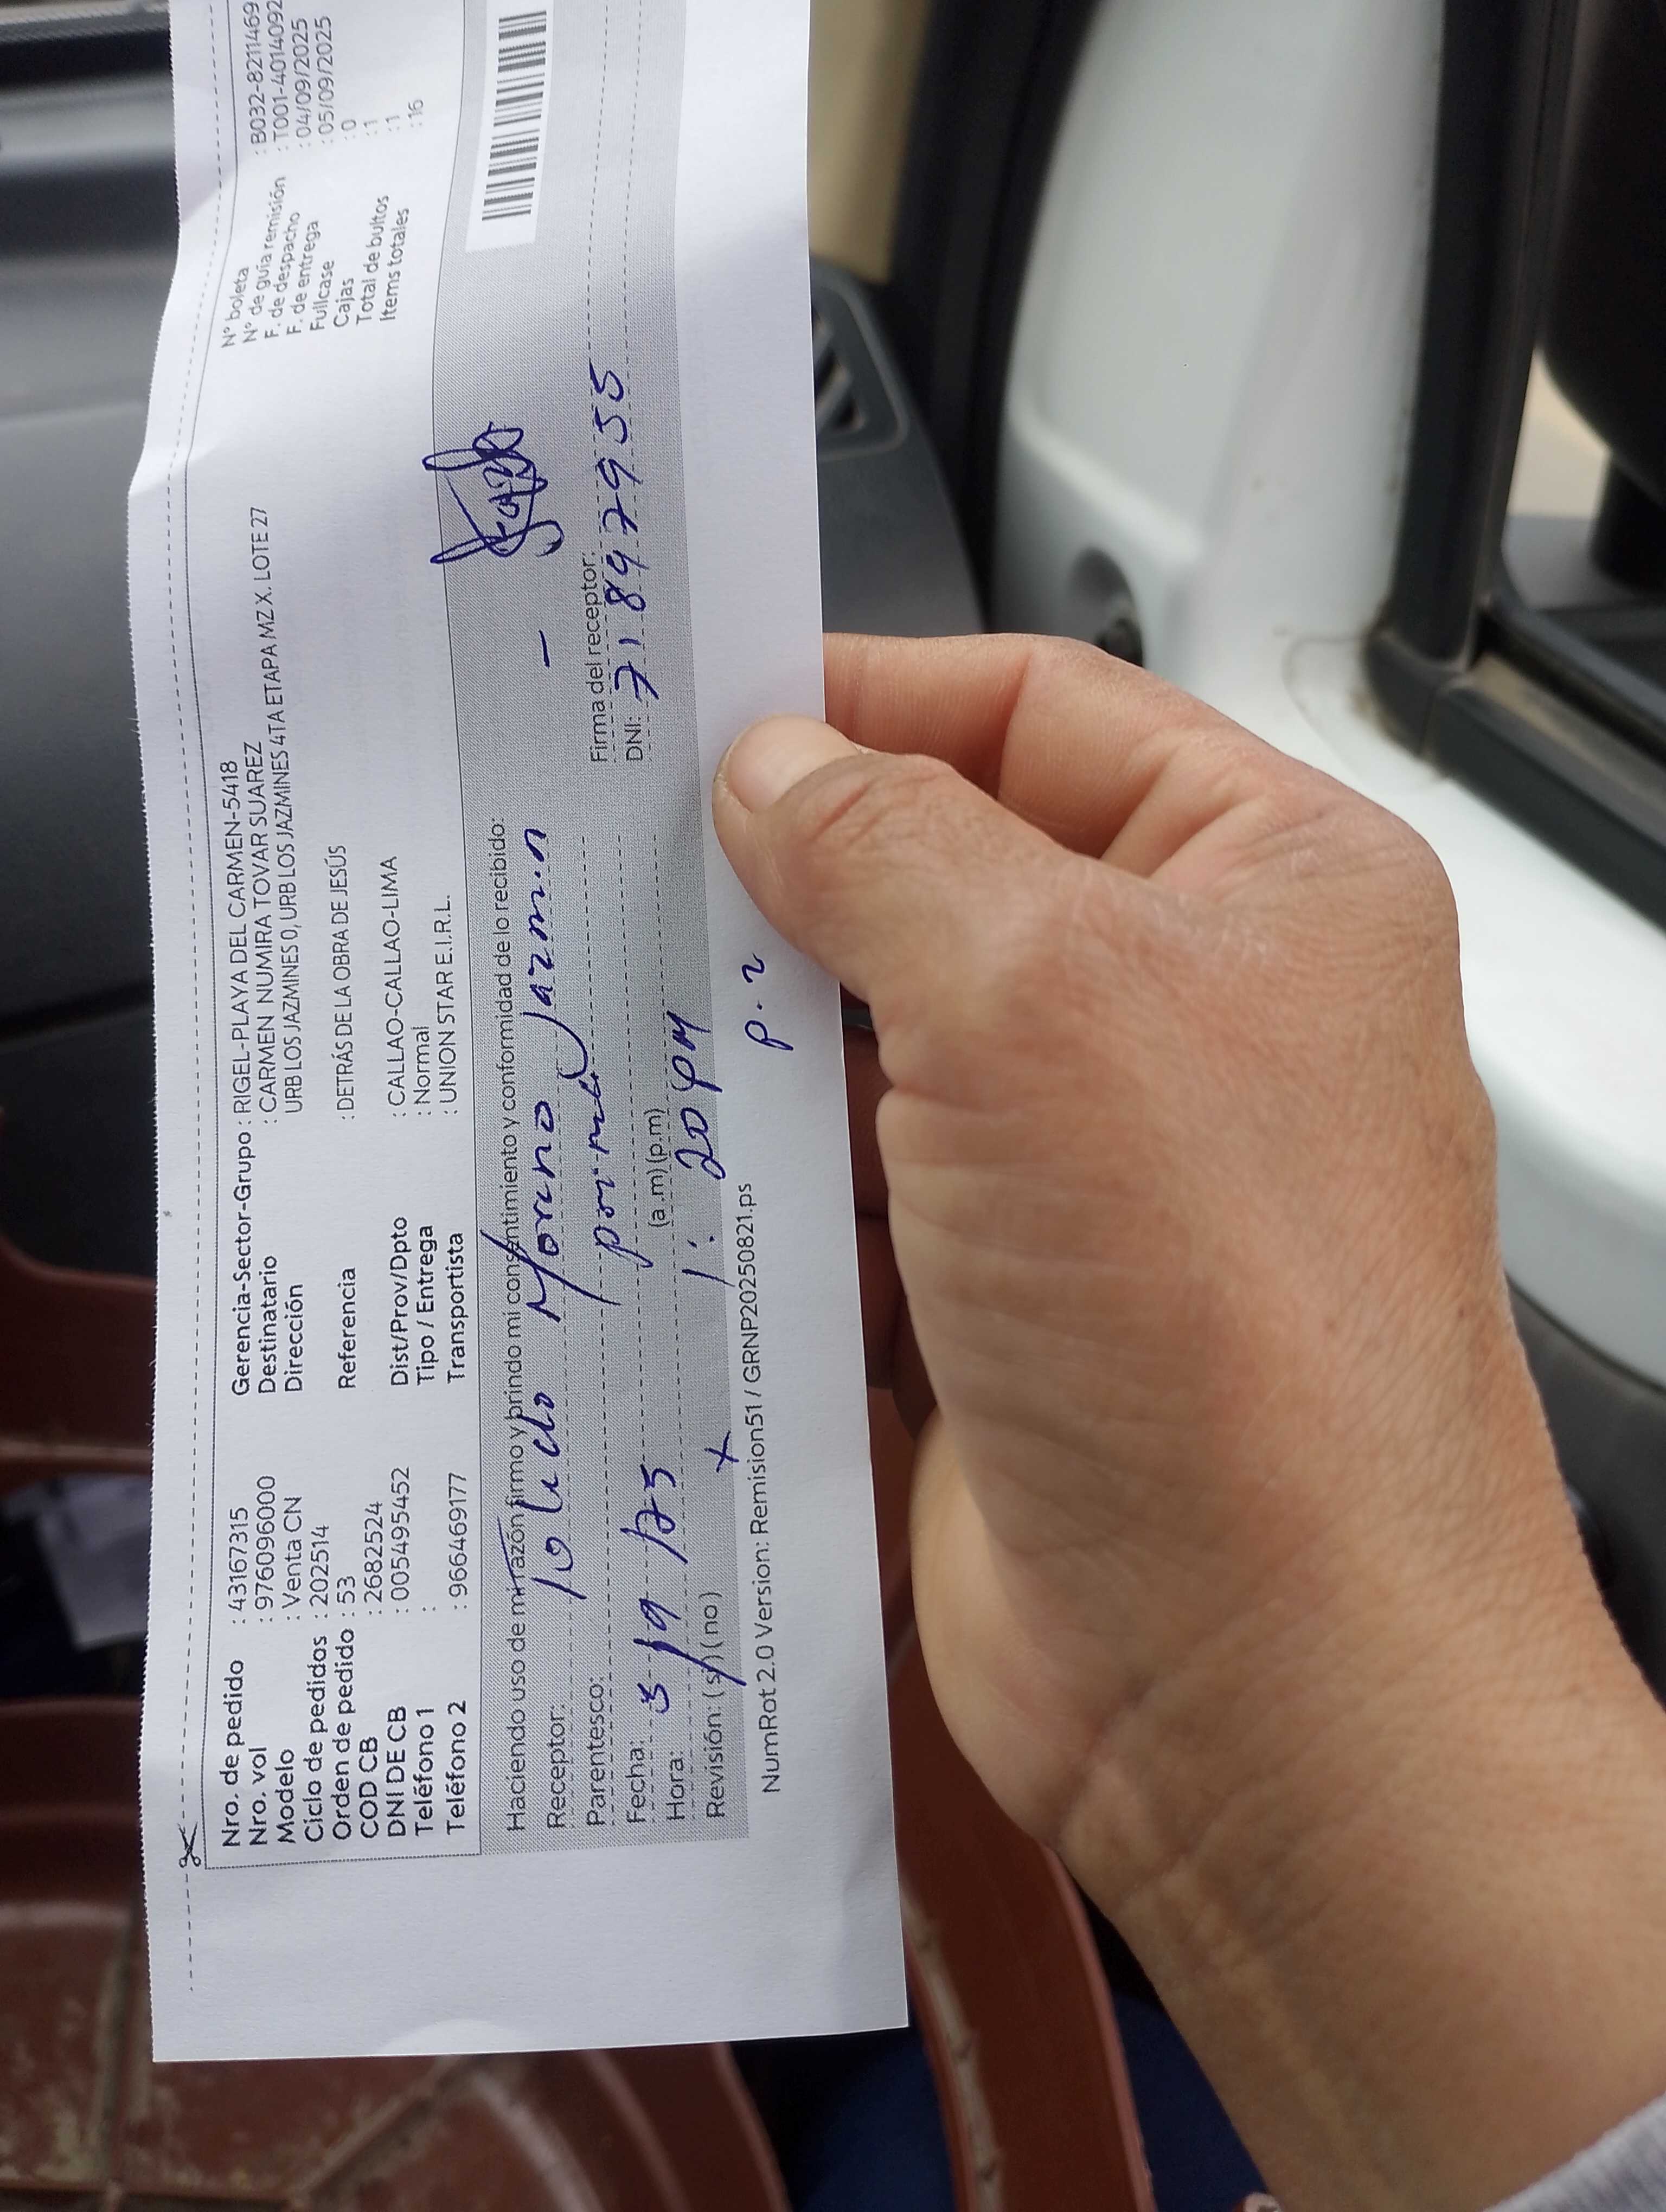 Nro. de pedido : 43167315
Nro. vol : 976096000
Modelo : Venta CN
Ciclo de pedidos : 202514
Orden de pedido : 53
COD CB : 2682524
DNI DE CB : 005495452
Teléfono 1 :
Teléfono 2 : 966469177
Gerencia-Sector-Grupo : RIGEL-PLAYA DEL CARMEN-5418
Destinatario : CARMEN NUMIRA TOVAR SUAREZ
Dirección URB LOS JAZMINES 0, URB LOS JAZMINES 4TA ETAPA MZ X. LOTE 27
Referencia : DETRÁS DE LA OBRA DE JESÚS
Dist/Prov/Dpto : CALLAO-CALLAO-LIMA
Tipo / Entrega : Normal
Transportista : UNION STAR E.I.R.L.
N° boleta : B032-8211469
N° de guía remisión : T001-4014092
F. de despacho : 04/09/2025
F. de entrega : 05/09/2025
Fullcase : 0
Cajas : 1
Total de bultos : 1
Items totales : 16
Haciendo uso de mi razón firmo y brindo mi consentimiento y conformidad de lo recibido:
Receptor: Toledo Moreno Jazmin -
Parentesco:
Fecha: 5/9/25
Hora: (a.m) (p.m) 1:20 pm
Revisión: (si) (no) x
Firma del receptor:
DNI: 71897955
p. 2
NumRot 2.0 Version: Remision51 / GRNP20250821.ps